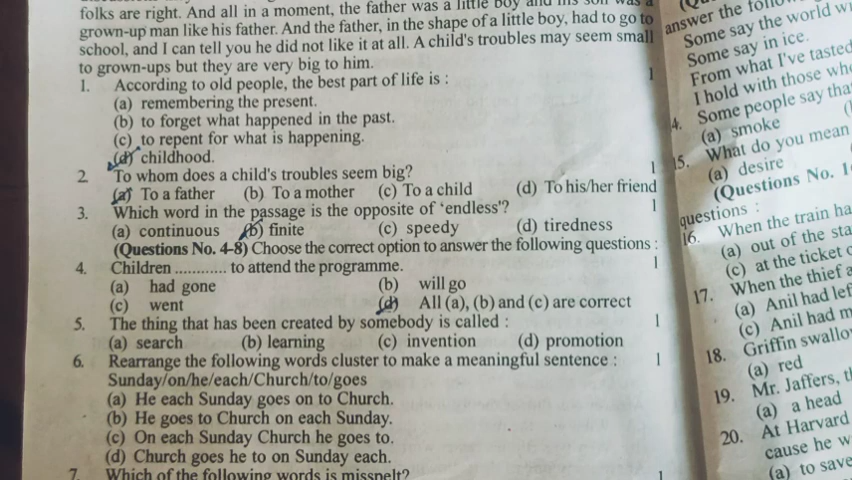 folks are right. And all in a moment, the father was a little boy and his son was a
grown-up man like his father. And the father, in the shape of a little boy, had to go to
school, and I can tell you he did not like it at all. A child's troubles may seem small
to grown-ups but they are very big to him.
1. According to old people, the best part of life is : 1
(a) remembering the present.
(b) to forget what happened in the past.
(c) to repent for what is happening.
(d) childhood.
2. To whom does a child's troubles seem big? 1
(a) To a father (b) To a mother (c) To a child (d) To his/her friend
3. Which word in the passage is the opposite of 'endless'? 1
(a) continuous (b) finite (c) speedy (d) tiredness
(Questions No. 4-8) Choose the correct option to answer the following questions :
4. Children ............ to attend the programme. 1
(a) had gone (b) will go
(c) went (d) All (a), (b) and (c) are correct
5. The thing that has been created by somebody is called : 1
(a) search (b) learning (c) invention (d) promotion
6. Rearrange the following words cluster to make a meaningful sentence : 1
Sunday/on/he/each/Church/to/goes
(a) He each Sunday goes on to Church.
(b) He goes to Church on each Sunday.
(c) On each Sunday Church he goes to.
(d) Church goes he to on Sunday each.
7. Which of the following words is misspelt? 1
answer the
Some say the world
Some say in ice.
From what I've tasted
I hold with those
4. Some people say
(a) smoke
15. What do you mean
(a) desire
(Questions No.
questions :
16. When the train
(a) out of the
(c) at the ticket
17. When the thief
(a) Anil had
(c) Anil had
18. Griffin
(a) red
19. Mr. Jaffers,
(a) a head
20. At Harvard
cause he
(a) to save